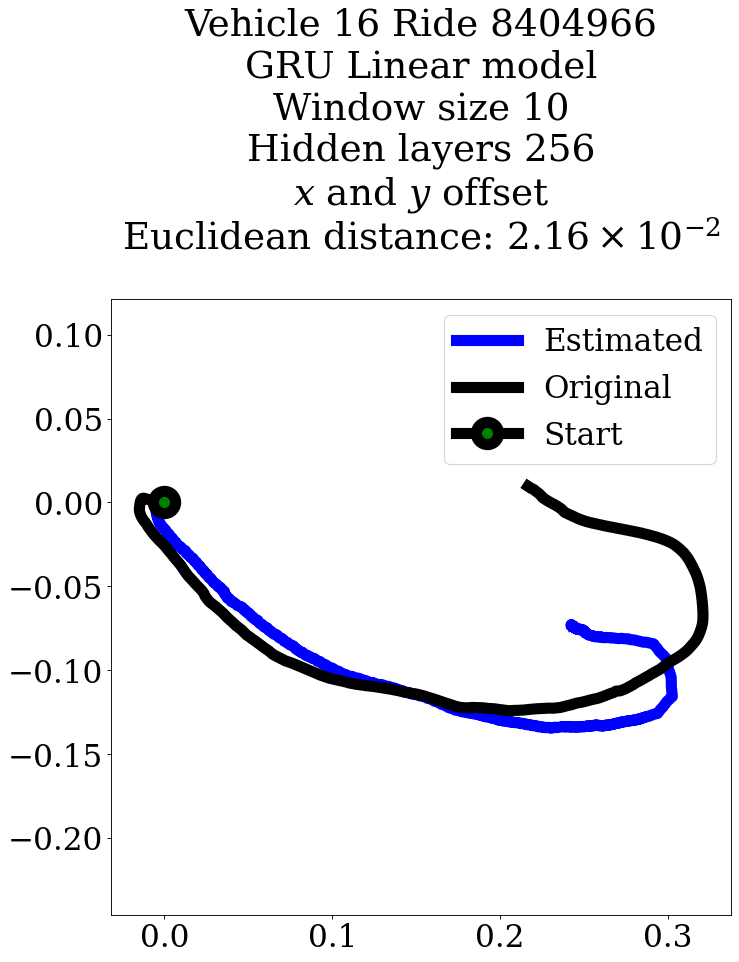 Vehicle 16 Ride 8404966
GRU Linear model
Window size 10
Hidden layers 256
x and y offset
Euclidean distance: 2.16 × 10⁻²
Estimated
Original
Start
0.10
0.05
0.00
−0.05
−0.10
−0.15
−0.20
0.0 0.1 0.2 0.3